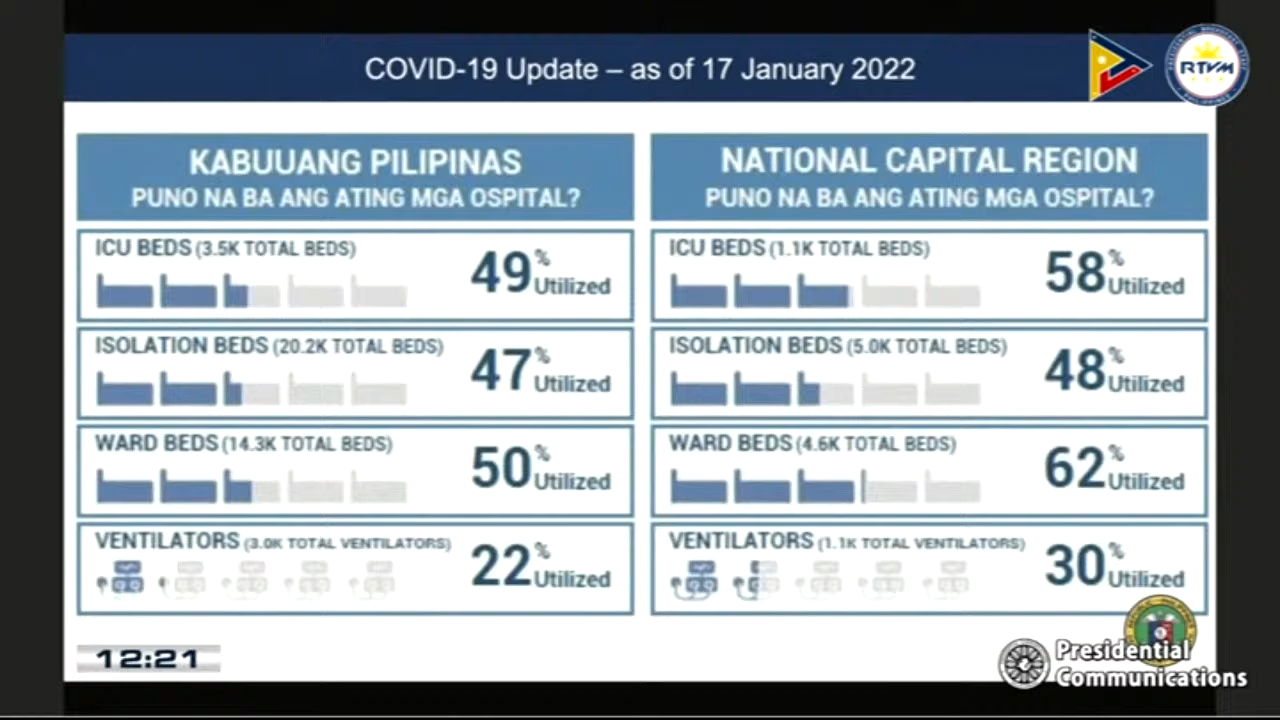 COVID-19 Update – as of 17 January 2022
RTVM
KABUUANG PILIPINAS
PUNO NA BA ANG ATING MGA OSPITAL?
ICU BEDS (3.5K TOTAL BEDS)
49% Utilized
ISOLATION BEDS (20.2K TOTAL BEDS)
47% Utilized
WARD BEDS (14.3K TOTAL BEDS)
50% Utilized
VENTILATORS (3.0K TOTAL VENTILATORS)
22% Utilized
NATIONAL CAPITAL REGION
PUNO NA BA ANG ATING MGA OSPITAL?
ICU BEDS (1.1K TOTAL BEDS)
58% Utilized
ISOLATION BEDS (5.0K TOTAL BEDS)
48% Utilized
WARD BEDS (4.6K TOTAL BEDS)
62% Utilized
VENTILATORS (1.1K TOTAL VENTILATORS)
30% Utilized
12:21
Presidential
Communications